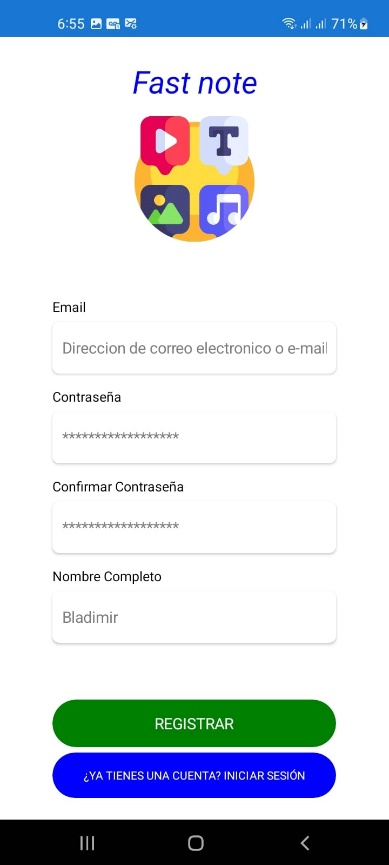 6:55
71%
Fast note
T
Email
Direccion de correo electronico o e-mail
Contraseña
******************
Confirmar Contraseña
******************
Nombre Completo
Bladimir
REGISTRAR
¿YA TIENES UNA CUENTA? INICIAR SESIÓN